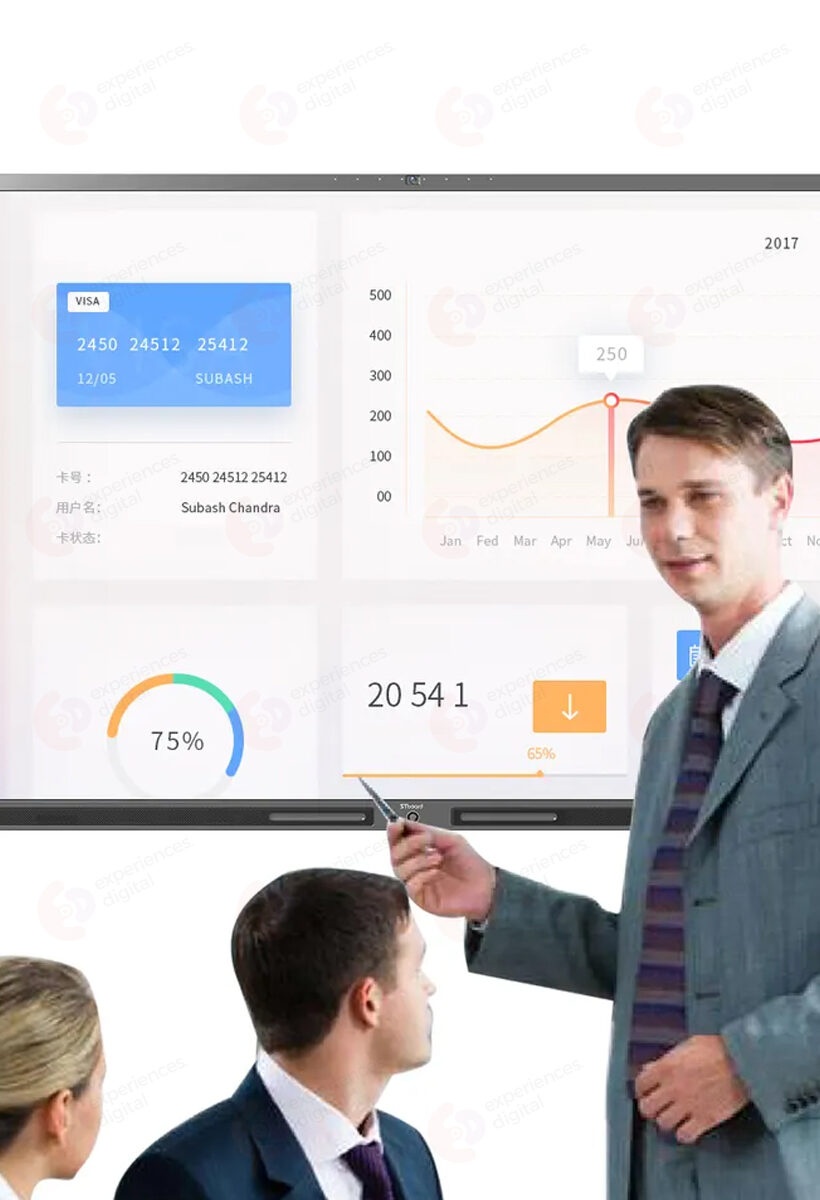 experiences.
digital
2017
VISA
2450 24512 25412
12/05 SUBASH
卡号：
2450 24512 25412
用户名：
Subash Chandra
卡状态：
500
400
300
200
100
00
250
Jan Fed Mar Apr May
75%
20 54 1
65%
STboard